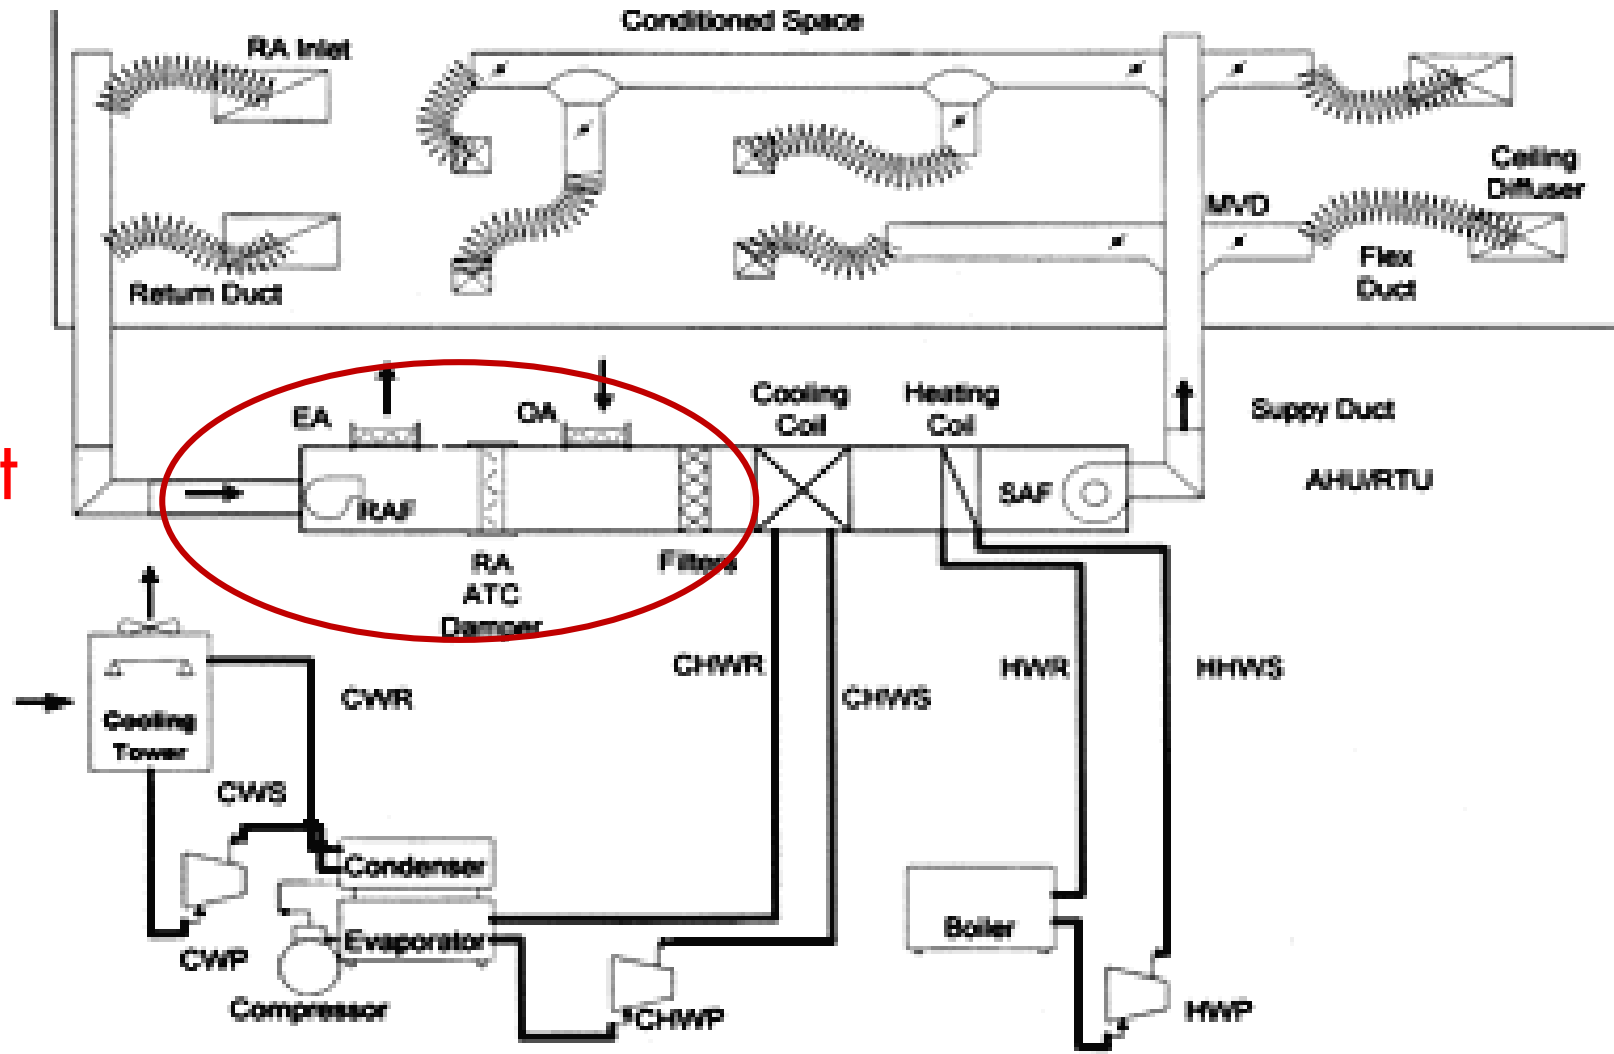 Conditioned Space
RA Inlet
Ceiling
Diffuser
MVD
Flex
Duct
Return Duct
EA
OA
Cooling
Coil
Heating
Coil
Suppy Duct
t
RAF
SAF
AHU/RTU
RA
ATC
Damper
Filters
CHWR
HWR
HHWS
CWR
CHWS
Cooling
Tower
CWS
Condenser
Evaporator
Boiler
CWP
Compressor
CHWP
HWP